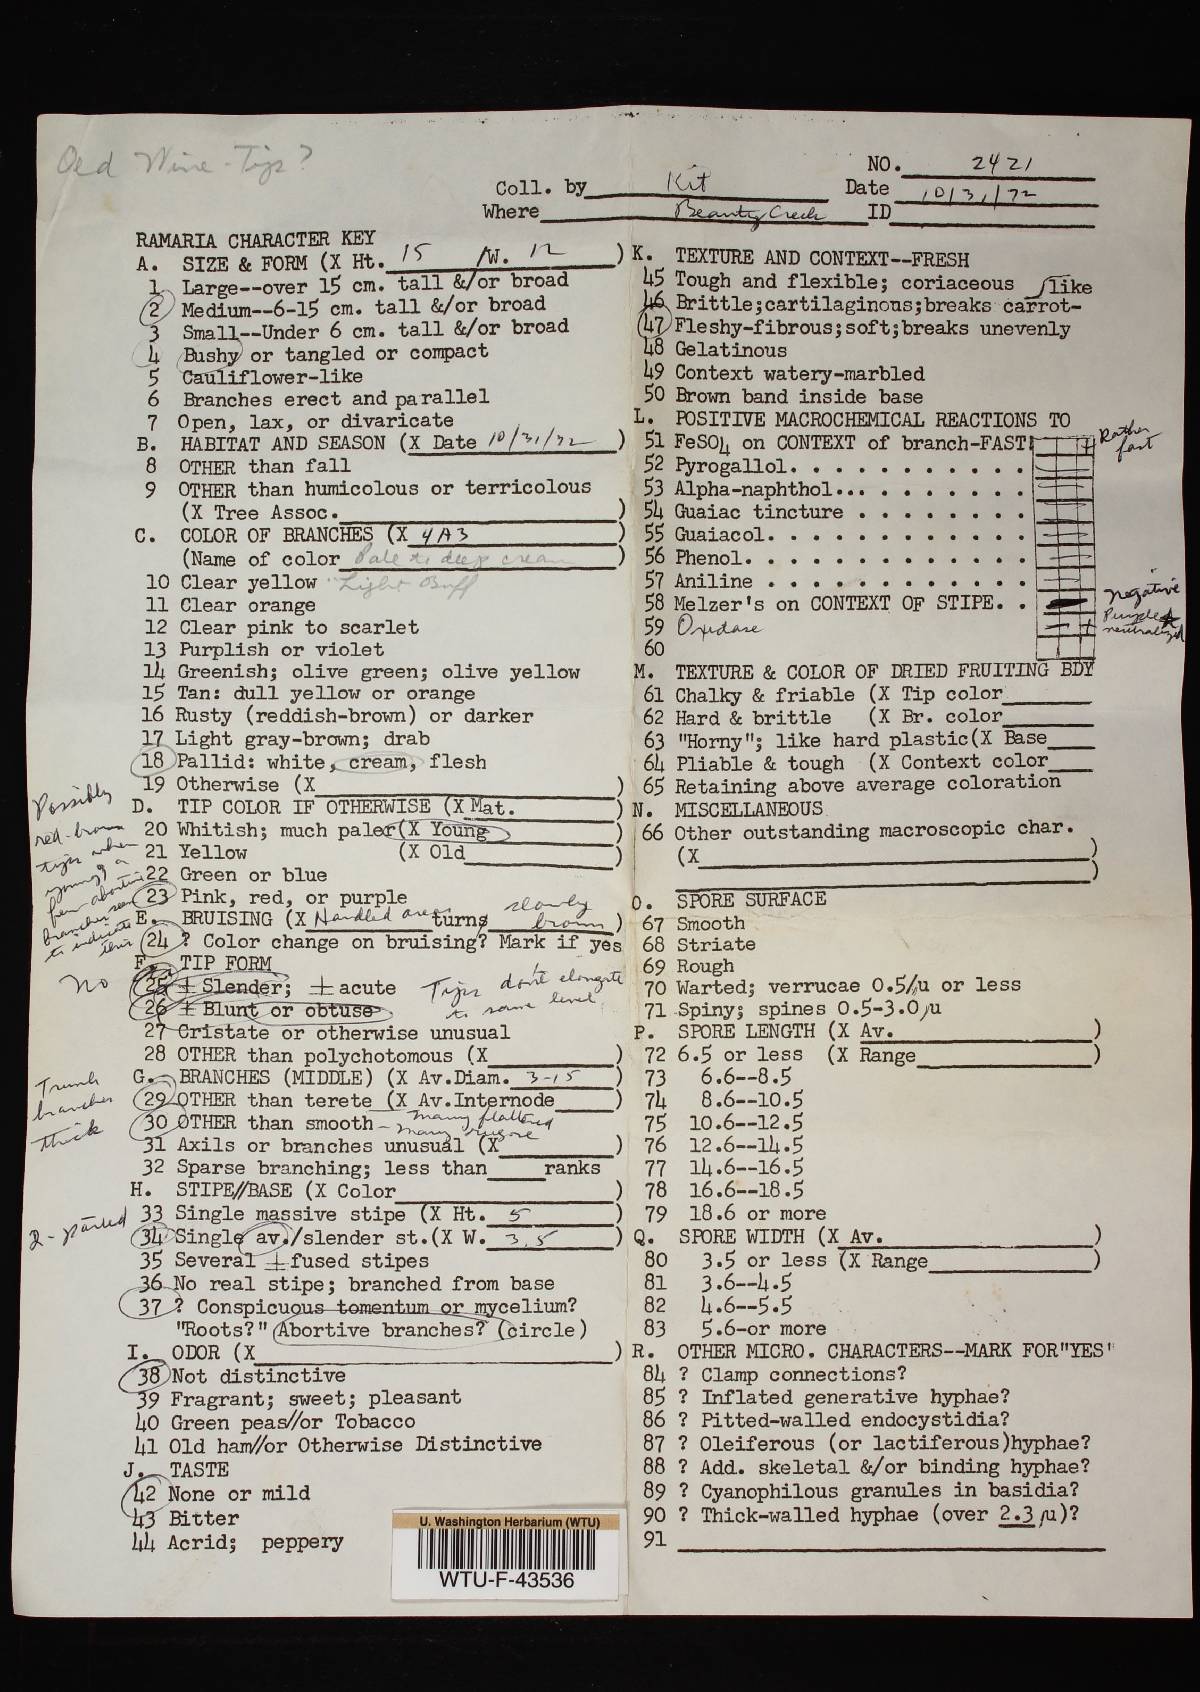 Old Wine-Tips?
NO. 2421
Coll. by Kit Date 10/31/72
Where Beauty Creek ID
RAMARIA CHARACTER KEY
A. SIZE & FORM (X Ht. 15 /W. 12 )
1 Large--over 15 cm. tall &/or broad
2 Medium--6-15 cm. tall &/or broad
3 Small--Under 6 cm. tall &/or broad
4 Bushy or tangled or compact
5 Cauliflower-like
6 Branches erect and parallel
7 Open, lax, or divaricate
B. HABITAT AND SEASON (X Date 10/31/72 )
8 OTHER than fall
9 OTHER than humicolous or terricolous
(X Tree Assoc. )
C. COLOR OF BRANCHES (X 4A3 )
(Name of color Pale to deep cream )
10 Clear yellow "Light Buff
11 Clear orange
12 Clear pink to scarlet
13 Purplish or violet
14 Greenish; olive green; olive yellow
15 Tan: dull yellow or orange
16 Rusty (reddish-brown) or darker
17 Light gray-brown; drab
18 Pallid: white, cream, flesh
19 Otherwise (X )
D. TIP COLOR IF OTHERWISE (X Mat. )
20 Whitish; much paler(X Young )
21 Yellow (X Old )
22 Green or blue
23 Pink, red, or purple
Possibly
red-brown
tips when
young a
few abortive
branches seem
to indicate
this
E. BRUISING (X Handled areas turns slowly brown )
24 ? Color change on bruising? Mark if yes
F. TIP FORM
No
25 ± Slender; ± acute
26 ± Blunt or obtuse
Tips don't elongate
to same level
27 Cristate or otherwise unusual
28 OTHER than polychotomous (X )
G. BRANCHES (MIDDLE) (X Av.Diam. 3-15 )
29 OTHER than terete (X Av.Internode )
30 OTHER than smooth - many flattened
- many rugose
Trunk
branches
thick
31 Axils or branches unusual (X )
32 Sparse branching; less than ranks
H. STIPE//BASE (X Color )
33 Single massive stipe (X Ht. 5 )
2-parted
34 Single av./slender st.(X W. 3.5 )
35 Several ± fused stipes
36 No real stipe; branched from base
37 ? Conspicuous tomentum or mycelium?
"Roots?" Abortive branches? (circle)
I. ODOR (X )
38 Not distinctive
39 Fragrant; sweet; pleasant
40 Green peas//or Tobacco
41 Old ham//or Otherwise Distinctive
J. TASTE
42 None or mild
43 Bitter
44 Acrid; peppery
K. TEXTURE AND CONTEXT--FRESH
45 Tough and flexible; coriaceous
46 Brittle;cartilaginous;breaks carrot-like
47 Fleshy-fibrous;soft;breaks unevenly
48 Gelatinous
49 Context watery-marbled
50 Brown band inside base
L. POSITIVE MACROCHEMICAL REACTIONS TO
51 FeSO4 on CONTEXT of branch-FAST! + Rather
fast
52 Pyrogallol. . . . . . . . . . . .
53 Alpha-naphthol... . . . . . . . .
54 Guaiac tincture . . . . . . . .
55 Guaiacol. . . . . . . . . . . . .
56 Phenol. . . . . . . . . . . . . .
57 Aniline . . . . . . . . . . . . .
58 Melzer's on CONTEXT OF STIPE. . negative
59 Oxidase + Purple
neutralized
60
M. TEXTURE & COLOR OF DRIED FRUITING BDY
61 Chalky & friable (X Tip color
62 Hard & brittle (X Br. color
63 "Horny"; like hard plastic(X Base
64 Pliable & tough (X Context color
65 Retaining above average coloration
N. MISCELLANEOUS
66 Other outstanding macroscopic char.
(X )
)
O. SPORE SURFACE
67 Smooth
68 Striate
69 Rough
70 Warted; verrucae 0.5/µ or less
71 Spiny; spines 0.5-3.0 µ
P. SPORE LENGTH (X Av. )
72 6.5 or less (X Range )
73 6.6--8.5
74 8.6--10.5
75 10.6--12.5
76 12.6--14.5
77 14.6--16.5
78 16.6--18.5
79 18.6 or more
Q. SPORE WIDTH (X Av. )
80 3.5 or less (X Range )
81 3.6--4.5
82 4.6--5.5
83 5.6-or more
R. OTHER MICRO. CHARACTERS--MARK FOR"YES"
84 ? Clamp connections?
85 ? Inflated generative hyphae?
86 ? Pitted-walled endocystidia?
87 ? Oleiferous (or lactiferous)hyphae?
88 ? Add. skeletal &/or binding hyphae?
89 ? Cyanophilous granules in basidia?
90 ? Thick-walled hyphae (over 2.3 µ)?
91
U. Washington Herbarium (WTU)
WTU-F-43536